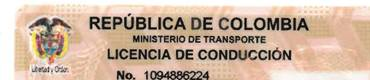 REPÚBLICA DE COLOMBIA
MINISTERIO DE TRANSPORTE
LICENCIA DE CONDUCCIÓN
Libertad y Orden
No. 1094886224